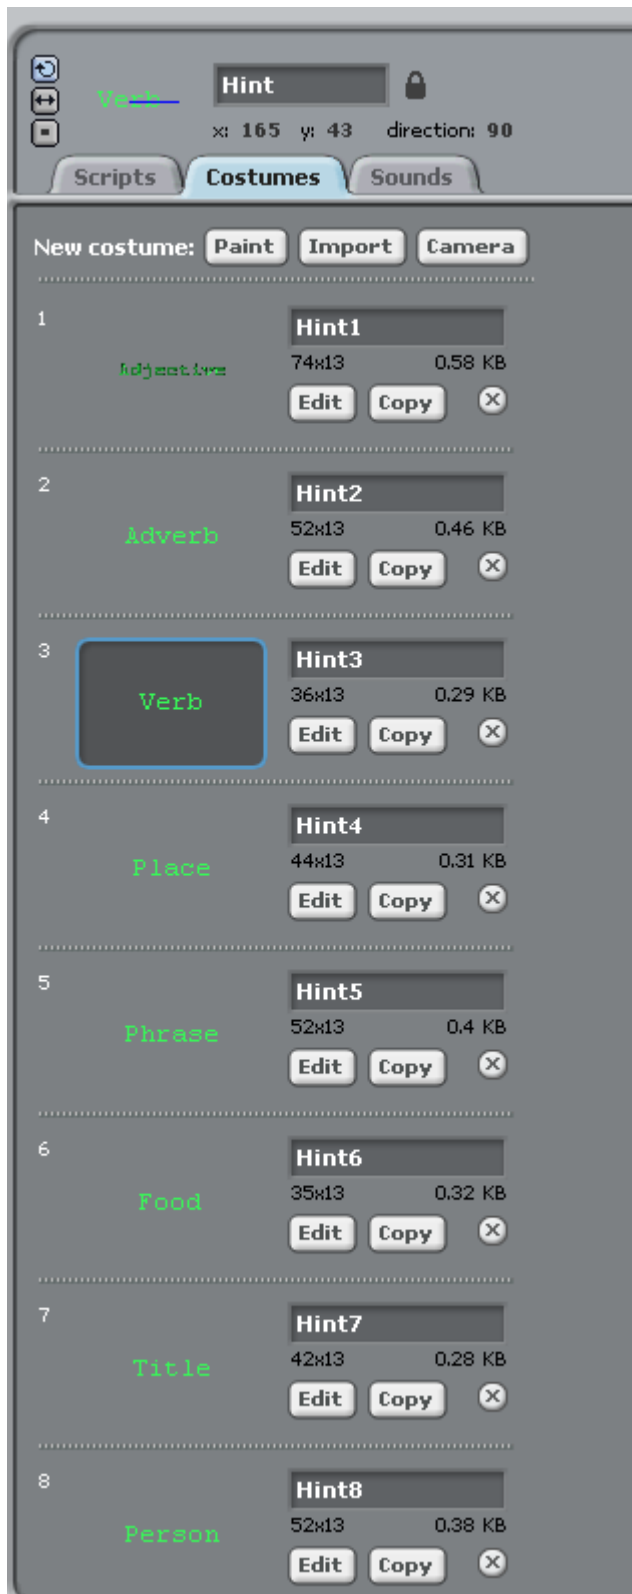 Verb
Hint
x: 165 y: 43 direction: 90
Scripts Costumes Sounds
New costume: Paint Import Camera
1
Hint1
Adjective
74x13 0.58 KB
Edit Copy
2
Hint2
Adverb
52x13 0.46 KB
Edit Copy
3
Hint3
Verb
36x13 0.29 KB
Edit Copy
4
Hint4
Place
44x13 0.31 KB
Edit Copy
5
Hint5
Phrase
52x13 0.4 KB
Edit Copy
6
Hint6
Food
35x13 0.32 KB
Edit Copy
7
Hint7
Title
42x13 0.28 KB
Edit Copy
8
Hint8
Person
52x13 0.38 KB
Edit Copy